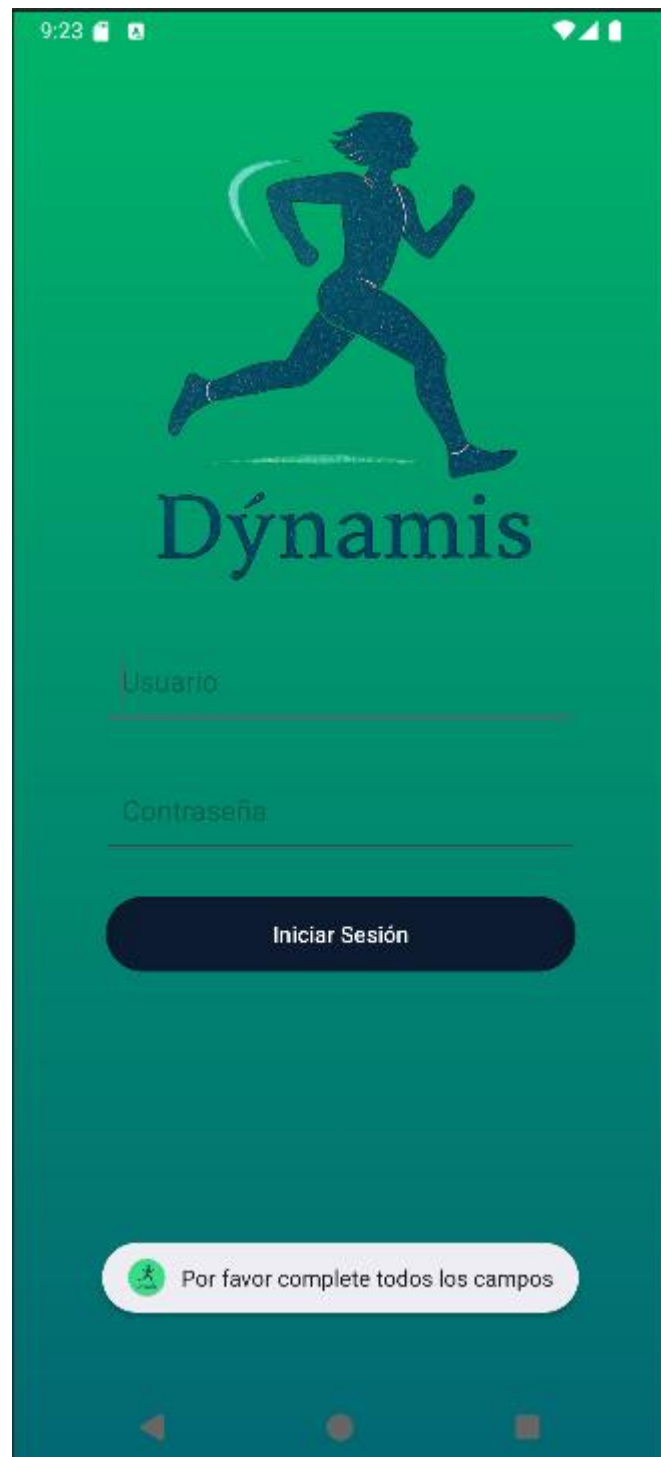 9:23
Dýnamis
Usuario
Contraseña
Iniciar Sesión
Por favor complete todos los campos